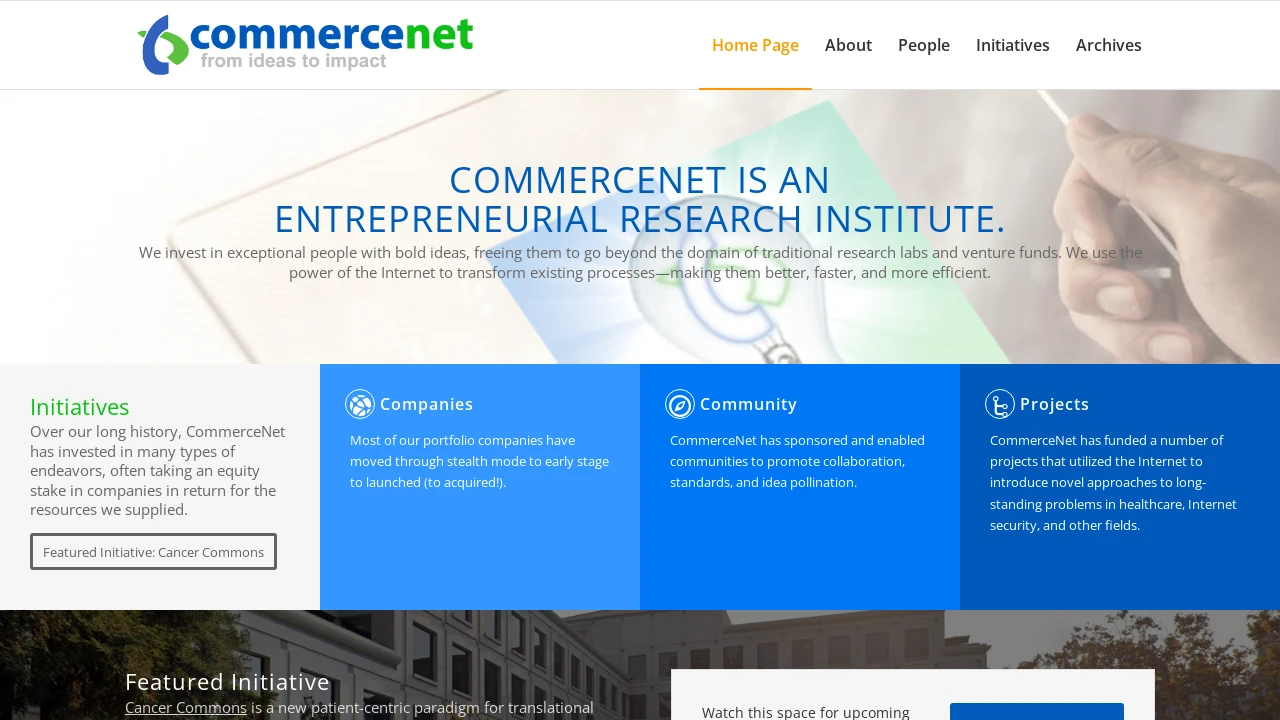 commercenet
from ideas to impact
Home Page
About
People
Initiatives
Archives
COMMERCENET IS AN
ENTREPRENEURIAL RESEARCH INSTITUTE.
We invest in exceptional people with bold ideas, freeing them to go beyond the domain of traditional research labs and venture funds. We use the
power of the Internet to transform existing processes—making them better, faster, and more efficient.
Initiatives
Over our long history, CommerceNet
has invested in many types of
endeavors, often taking an equity
stake in companies in return for the
resources we supplied.
Featured Initiative: Cancer Commons
Companies
Most of our portfolio companies have
moved through stealth mode to early stage
to launched (to acquired!).
Community
CommerceNet has sponsored and enabled
communities to promote collaboration,
standards, and idea pollination.
Projects
CommerceNet has funded a number of
projects that utilized the Internet to
introduce novel approaches to long-
standing problems in healthcare, Internet
security, and other fields.
Featured Initiative
Cancer Commons is a new patient-centric paradigm for translational
Watch this space for upcoming